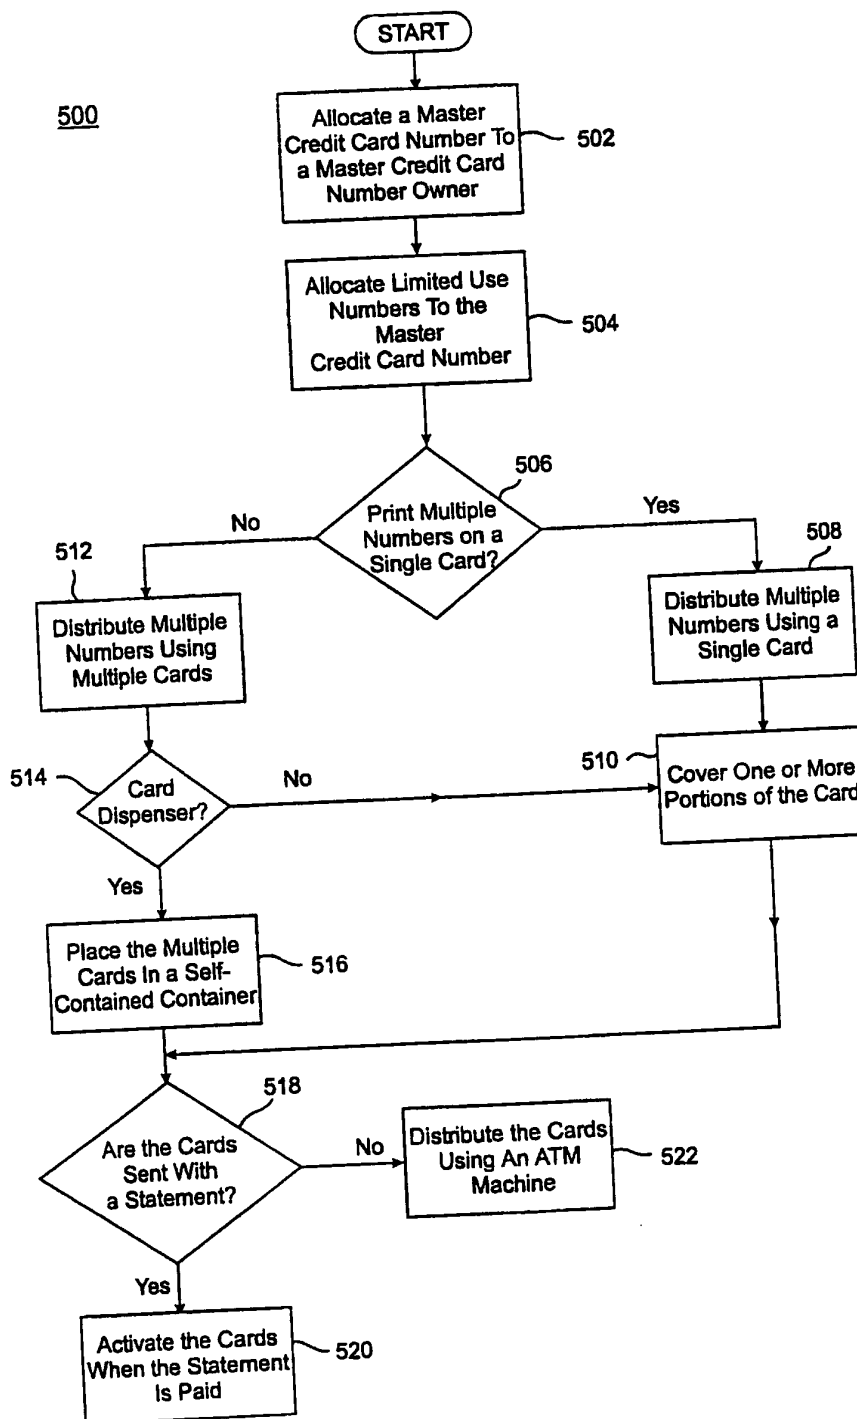 START
500
Allocate a Master
Credit Card Number To
a Master Credit Card
Number Owner
502
Allocate Limited Use
Numbers To the
Master
Credit Card Number
504
506
Print Multiple
Numbers on a
Single Card?
No
Yes
512
Distribute Multiple
Numbers Using
Multiple Cards
508
Distribute Multiple
Numbers Using a
Single Card
514
Card
Dispenser?
No
510
Cover One or More
Portions of the Card
Yes
Place the Multiple
Cards In a Self-
Contained Container
516
518
Are the Cards
Sent With
a Statement?
No
Distribute the Cards
Using An ATM
Machine
522
Yes
Activate the Cards
When the Statement
Is Paid
520